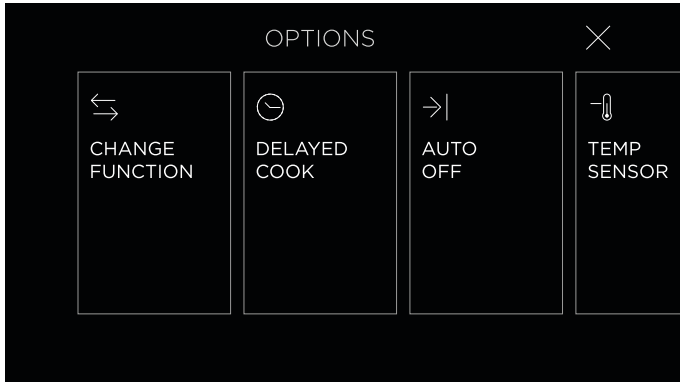 OPTIONS
CHANGE
FUNCTION
DELAYED
COOK
AUTO
OFF
TEMP
SENSOR